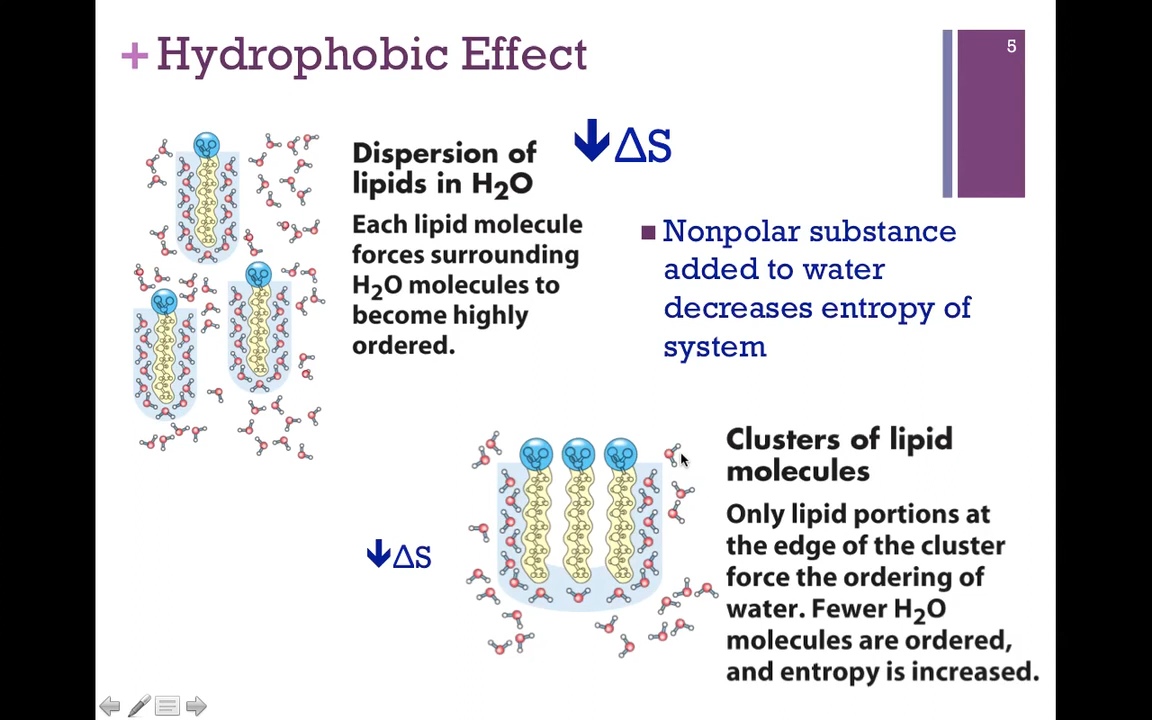 + Hydrophobic Effect
5
Dispersion of
lipids in H₂O
↓ΔS
Each lipid molecule
forces surrounding
H₂O molecules to
become highly
ordered.
■ Nonpolar substance
added to water
decreases entropy of
system
Clusters of lipid
molecules
Only lipid portions at
the edge of the cluster
force the ordering of
water. Fewer H₂O
molecules are ordered,
and entropy is increased.
↓ΔS